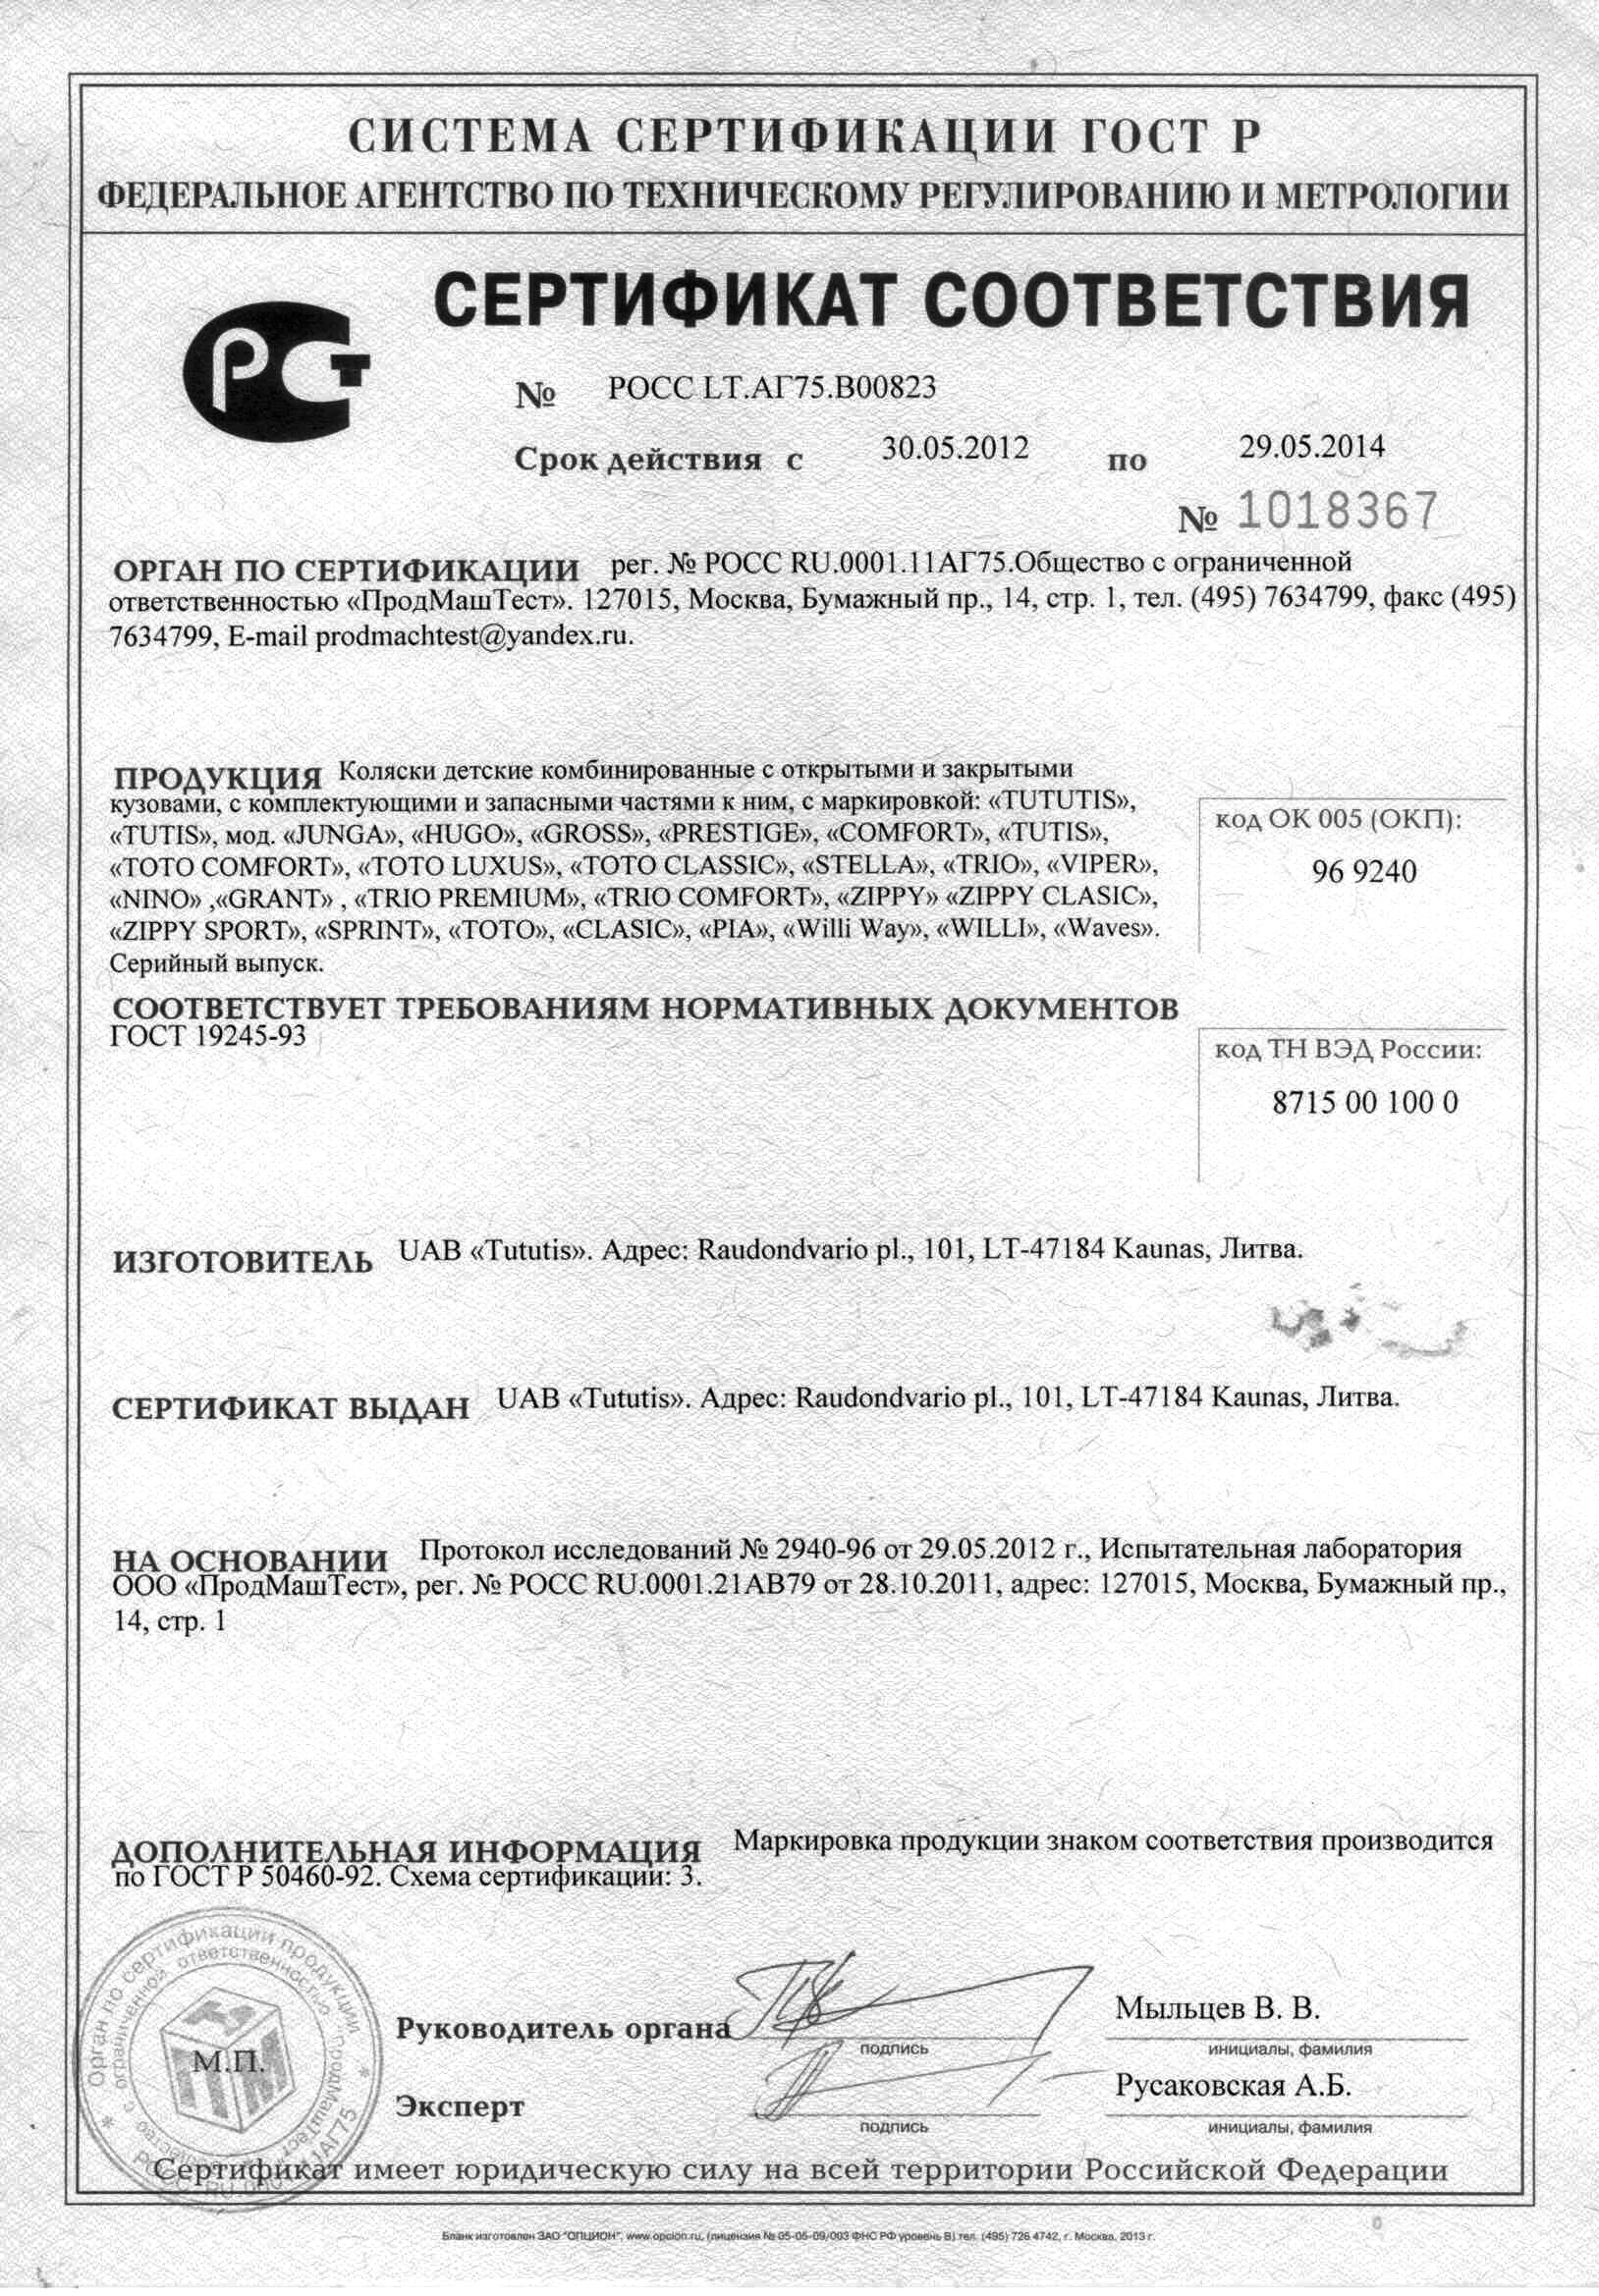 СИСТЕМА СЕРТИФИКАЦИИ ГОСТ Р
ФЕДЕРАЛЬНОЕ АГЕНТСТВО ПО ТЕХНИЧЕСКОМУ РЕГУЛИРОВАНИЮ И МЕТРОЛОГИИ
СЕРТИФИКАТ СООТВЕТСТВИЯ
РСТ
№ РОСС LT.АГ75.В00823
Срок действия с 30.05.2012 по 29.05.2014
№ 1018367
ОРГАН ПО СЕРТИФИКАЦИИ рег. № РОСС RU.0001.11АГ75.Общество с ограниченной
ответственностью «ПродМашТест». 127015, Москва, Бумажный пр., 14, стр. 1, тел. (495) 7634799, факс (495)
7634799, E-mail prodmachtest@yandex.ru.
ПРОДУКЦИЯ Коляски детские комбинированные с открытыми и закрытыми
кузовами, с комплектующими и запасными частями к ним, с маркировкой: «TUTUTIS»,
«TUTIS», мод. «JUNGA», «HUGO», «GROSS», «PRESTIGE», «COMFORT», «TUTIS»,
«TOTO COMFORT», «TOTO LUXUS», «TOTO CLASSIC», «STELLA», «TRIO», «VIPER»,
«NINO» ,«GRANT» , «TRIO PREMIUM», «TRIO COMFORT», «ZIPPY» «ZIPPY CLASIC»,
«ZIPPY SPORT», «SPRINT», «TOTO», «CLASIC», «PIA», «Willi Way», «WILLI», «Waves».
Серийный выпуск.
код ОК 005 (ОКП):
96 9240
СООТВЕТСТВУЕТ ТРЕБОВАНИЯМ НОРМАТИВНЫХ ДОКУМЕНТОВ
ГОСТ 19245-93
код ТН ВЭД России:
8715 00 100 0
ИЗГОТОВИТЕЛЬ UAB «Tututis». Адрес: Raudondvario pl., 101, LT-47184 Kaunas, Литва.
СЕРТИФИКАТ ВЫДАН UAB «Tututis». Адрес: Raudondvario pl., 101, LT-47184 Kaunas, Литва.
НА ОСНОВАНИИ Протокол исследований № 2940-96 от 29.05.2012 г., Испытательная лаборатория
ООО «ПродМашТест», рег. № РОСС RU.0001.21АВ79 от 28.10.2011, адрес: 127015, Москва, Бумажный пр.,
14, стр. 1
ДОПОЛНИТЕЛЬНАЯ ИНФОРМАЦИЯ Маркировка продукции знаком соответствия производится
по ГОСТ Р 50460-92. Схема сертификации: 3.
Орган по сертификации продукции
Общество с ограниченной ответственностью ПродМашТест
РОСС RU.0001.11АГ75
М.П.
Руководитель органа
подпись
Мыльцев В. В.
инициалы, фамилия
Эксперт
подпись
Русаковская А.Б.
инициалы, фамилия
Сертификат имеет юридическую силу на всей территории Российской Федерации
Бланк изготовлен ЗАО "ОПЦИОН", www.opcion.ru, (лицензия № 05-05-09/003 ФНС РФ уровень В) тел. (495) 726 4742, г. Москва, 2013 г.